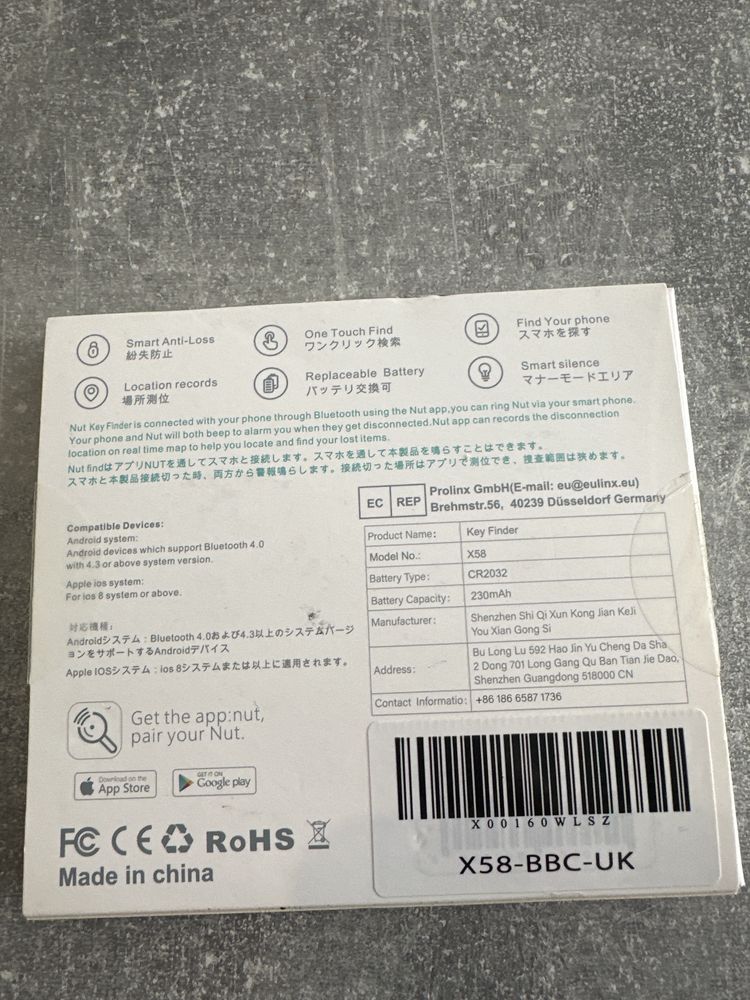 Smart Anti-Loss
紛失防止
One Touch Find
ワンクリック検索
Find Your phone
スマホを探す
Location records
場所測位
Replaceable Battery
バッテリ交換可
Smart silence
マナーモードエリア
Nut Key Finder is connected with your phone through Bluetooth using the Nut app,you can ring Nut via your smart phone.
Your phone and Nut will both beep to alarm you when they get disconnected.Nut app can records the disconnection
location on real time map to help you locate and find your lost items.
Nut findはアプリNUTを通してスマホと接続します。スマホを通して本製品を鳴らすことはできます。
スマホと本製品接続切った時、両方から警報鳴らします。接続切った場所はアプリで測位でき、捜査範囲は狭めます。
EC REP
Prolinx GmbH(E-mail: eu@eulinx.eu)
Brehmstr.56, 40239 Düsseldorf Germany
Compatible Devices:
Android system:
Android devices which support Bluetooth 4.0
with 4.3 or above system version.
Apple ios system:
For ios 8 system or above.
対応機種：
Androidシステム：Bluetooth 4.0および4.3以上のシステムバージ
ョンをサポートするAndroidデバイス
Apple IOSシステム：ios 8システムまたは以上に適用されます。
Product Name: Key Finder
Model No.: X58
Battery Type: CR2032
Battery Capacity: 230mAh
Manufacturer: Shenzhen Shi Qi Xun Kong Jian KeJi
You Xian Gong Si
Address: Bu Long Lu 592 Hao Jin Yu Cheng Da Sha
2 Dong 701 Long Gang Qu Ban Tian Jie Dao,
Shenzhen Guangdong 518000 CN
Contact Informatio: +86 186 6587 1736
Get the app:nut,
pair your Nut.
Download on the
App Store
GET IT ON
Google play
FC CE RoHS
Made in china
X00160WLSZ
X58-BBC-UK